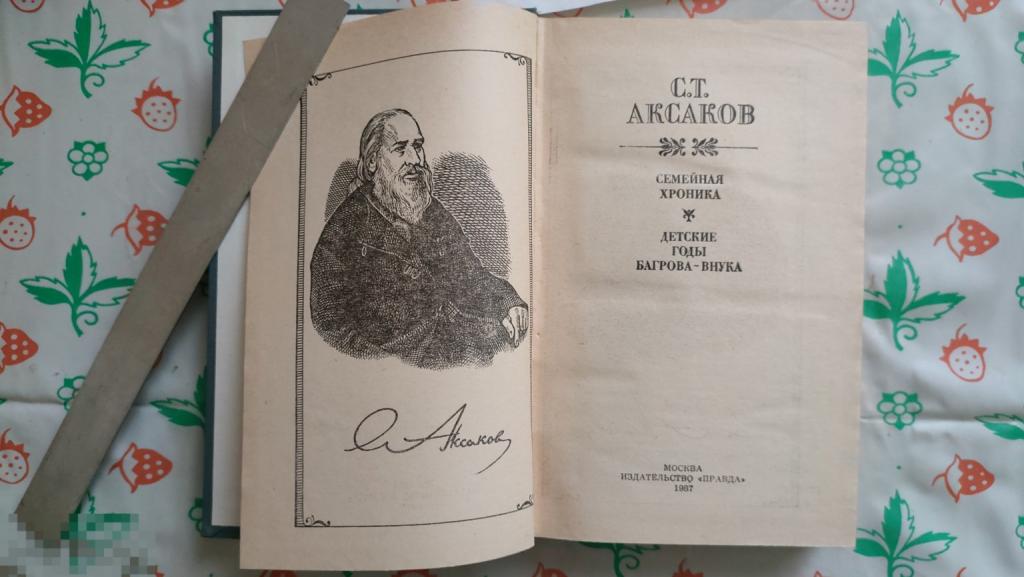 С. Аксаков
С.Т.
АКСАКОВ
СЕМЕЙНАЯ
ХРОНИКА
ДЕТСКИЕ
ГОДЫ
БАГРОВА-ВНУКА
МОСКВА
ИЗДАТЕЛЬСТВО «ПРАВДА»
1987